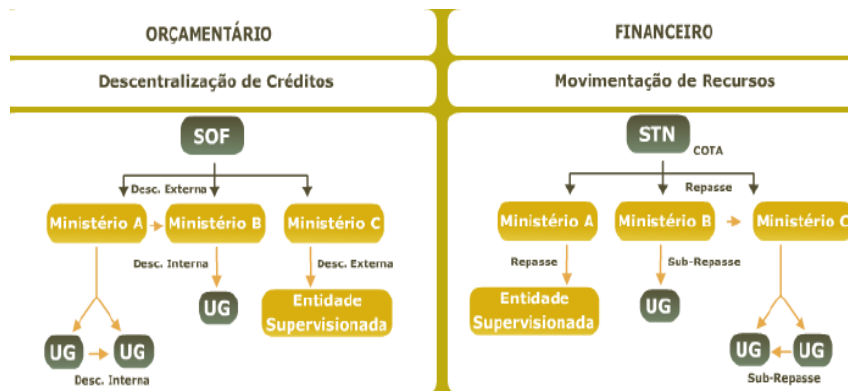 ORÇAMENTÁRIO
Descentralização de Créditos
SOF
Desc. Externa
Ministério A
Ministério B
Ministério C
Desc. Interna
Desc. Externa
UG
Entidade
Supervisionada
UG
UG
Desc. Interna
FINANCEIRO
Movimentação de Recursos
STN
COTA
Repasse
Ministério A
Ministério B
Ministério C
Repasse
Sub-Repasse
Entidade
Supervisionada
UG
UG
UG
Sub-Repasse